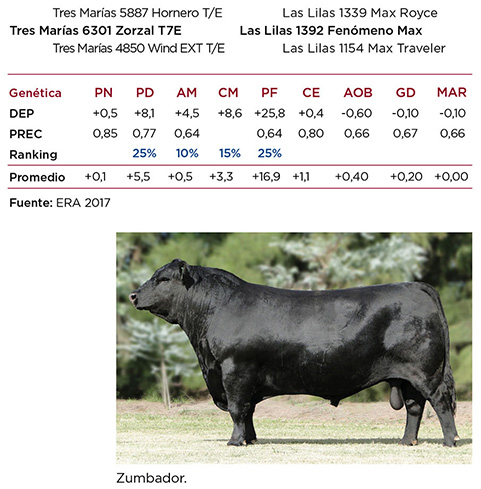 Tres Marías 5887 Hornero T/E Las Lilas 1339 Max Royce
Tres Marías 6301 Zorzal T7E Las Lilas 1392 Fenómeno Max
Tres Marías 4850 Wind EXT T/E Las Lilas 1154 Max Traveler
Genética PN PD AM CM PF CE AOB GD MAR
DEP +0,5 +8,1 +4,5 +8,6 +25,8 +0,4 -0,60 -0,10 -0,10
PREC 0,85 0,77 0,64 0,64 0,80 0,66 0,67 0,66
Ranking 25% 10% 15% 25%
Promedio +0,1 +5,5 +0,5 +3,3 +16,9 +1,1 +0,40 +0,20 +0,00
Fuente: ERA 2017
Zumbador.